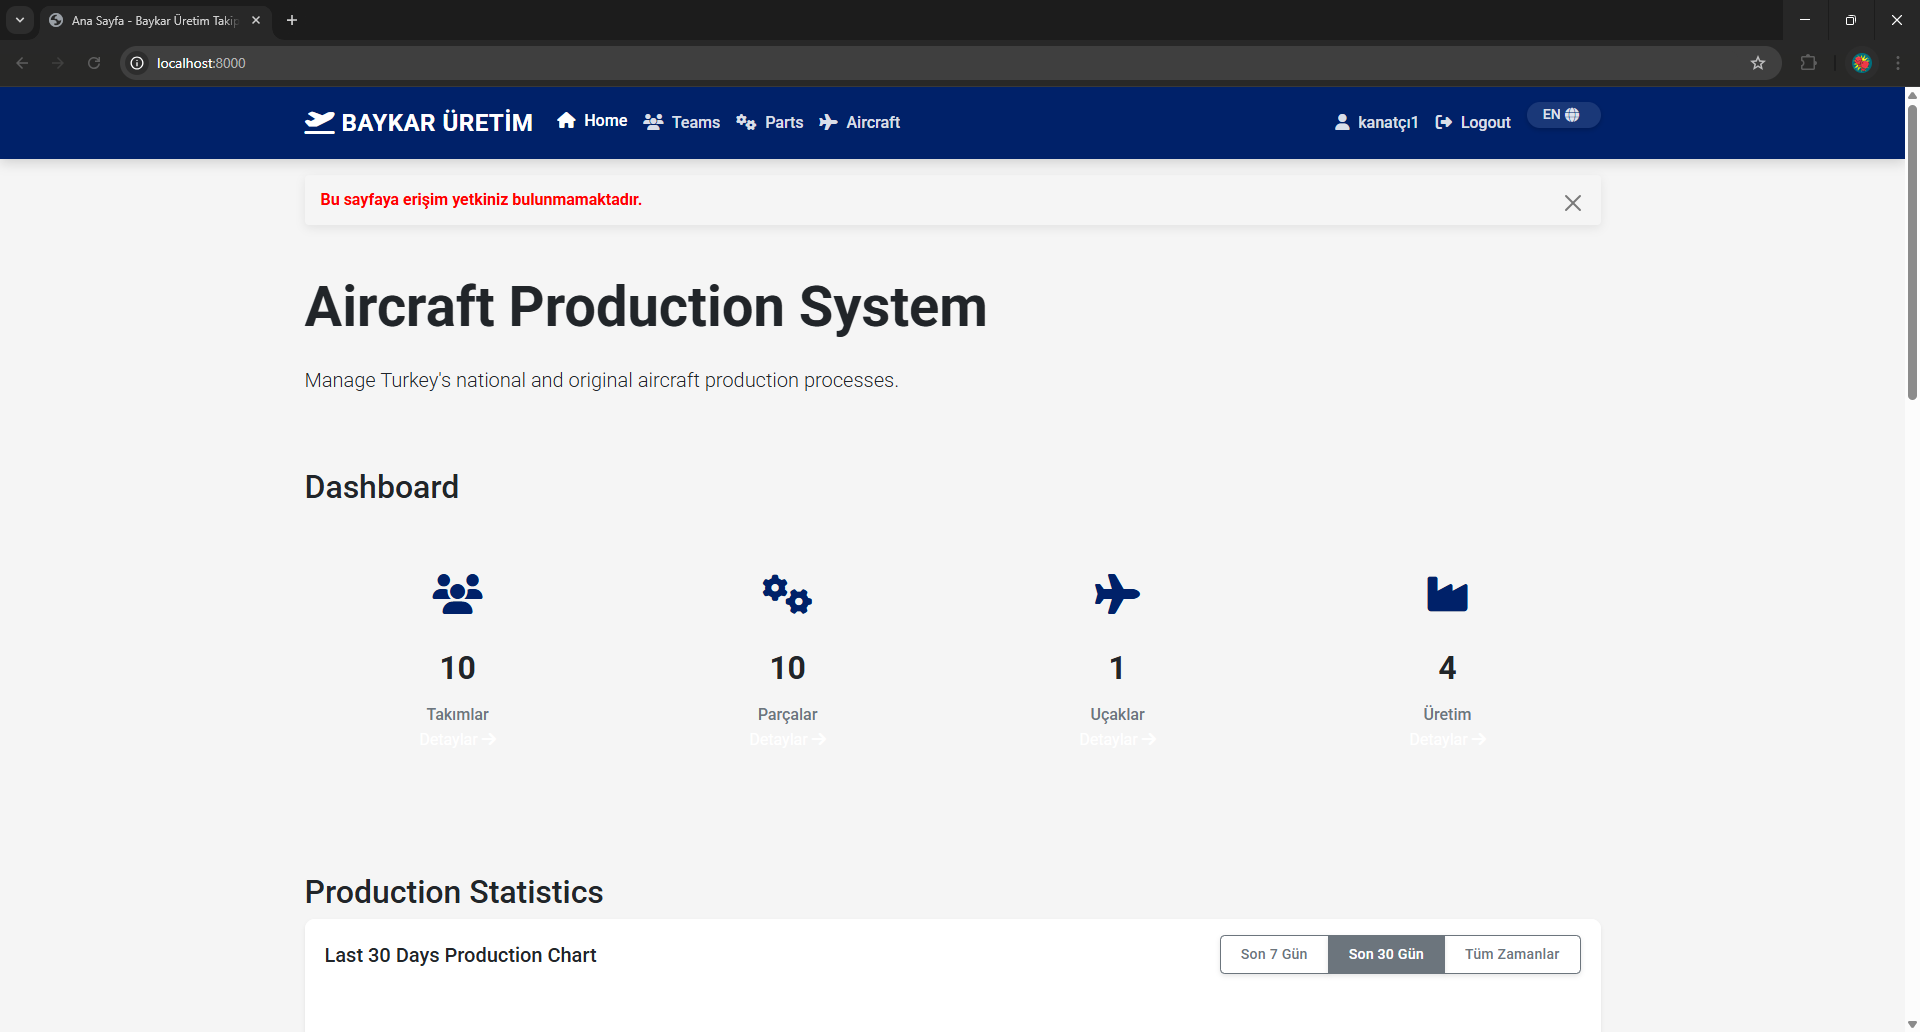 Ana Sayfa - Baykar Üretim Takip
localhost:8000
BAYKAR ÜRETİM Home Teams Parts Aircraft kanatçı1 Logout EN
Bu sayfaya erişim yetkiniz bulunmamaktadır.
Aircraft Production System
Manage Turkey's national and original aircraft production processes.
Dashboard
10 10 1 4
Takımlar Parçalar Uçaklar Üretim
Detaylar Detaylar Detaylar Detaylar
Production Statistics
Last 30 Days Production Chart Son 7 Gün Son 30 Gün Tüm Zamanlar